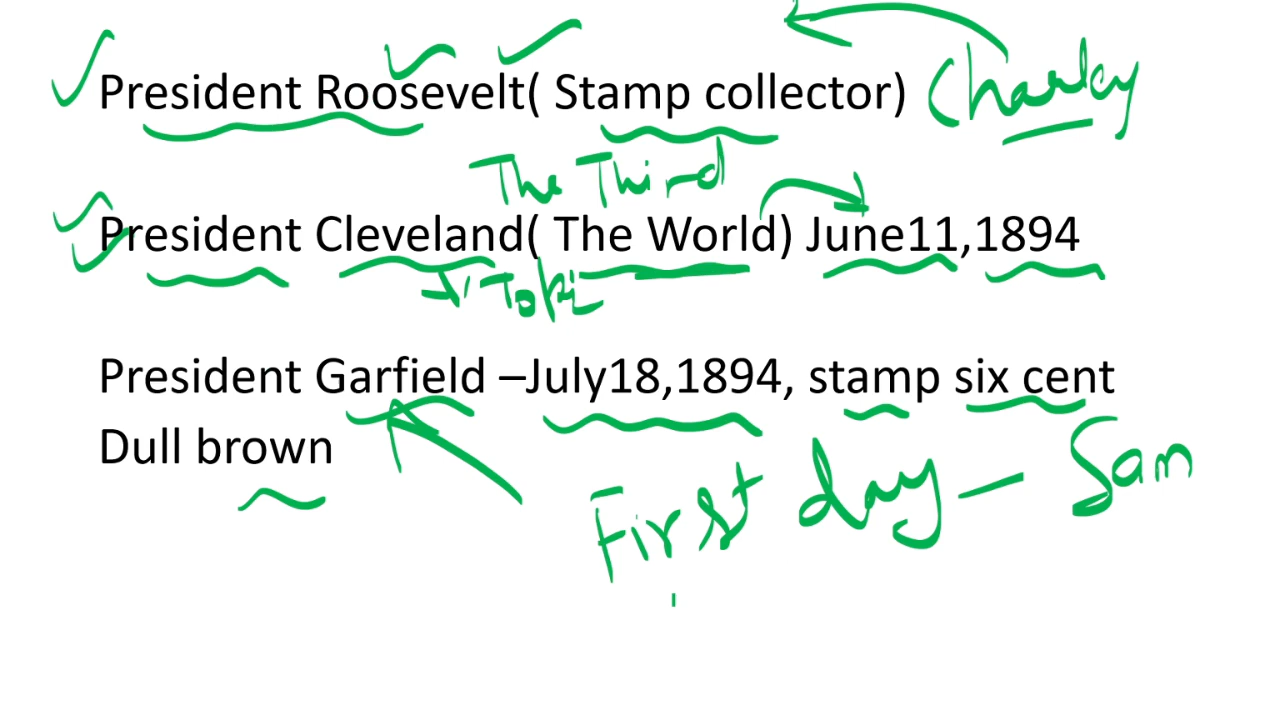 President Roosevelt( Stamp collector) Charley
The Third
President Cleveland( The World) June11,1894
President Garfield –July18,1894, stamp six cent
Dull brown
First day – Sam